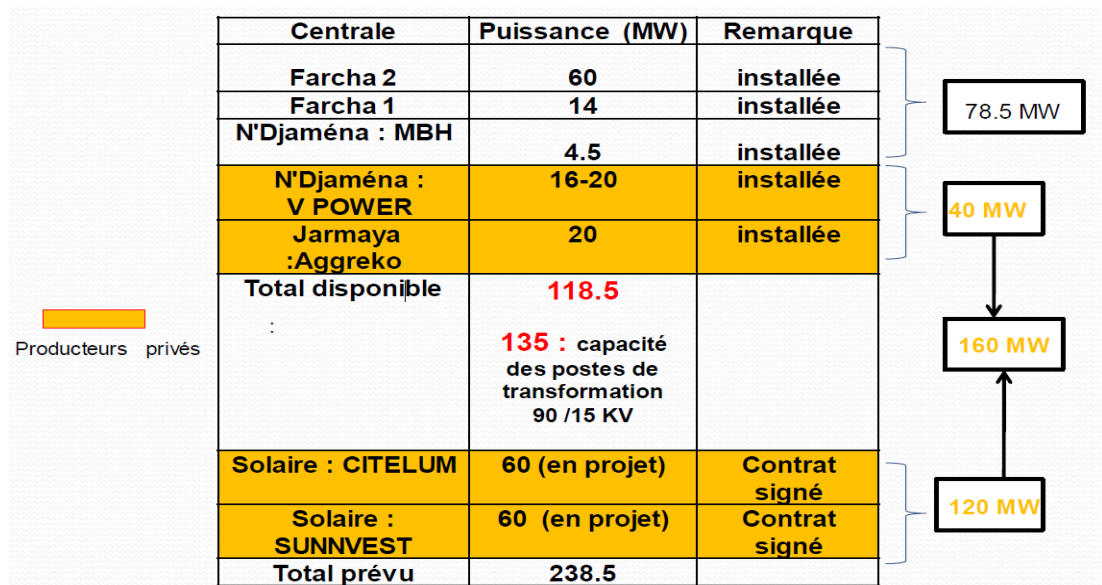 Centrale Puissance (MW) Remarque
Farcha 2 60 installée
Farcha 1 14 installée
78.5 MW
N'Djaména : MBH
4.5 installée
N'Djaména : 16-20 installée
V POWER
40 MW
Jarmaya 20 installée
:Aggreko
Total disponible 118.5
:
Producteurs privés
135 : capacité
des postes de
transformation
90 /15 KV
160 MW
Solaire : CITELUM 60 (en projet) Contrat
signé
120 MW
Solaire : 60 (en projet) Contrat
SUNNVEST signé
Total prévu 238.5